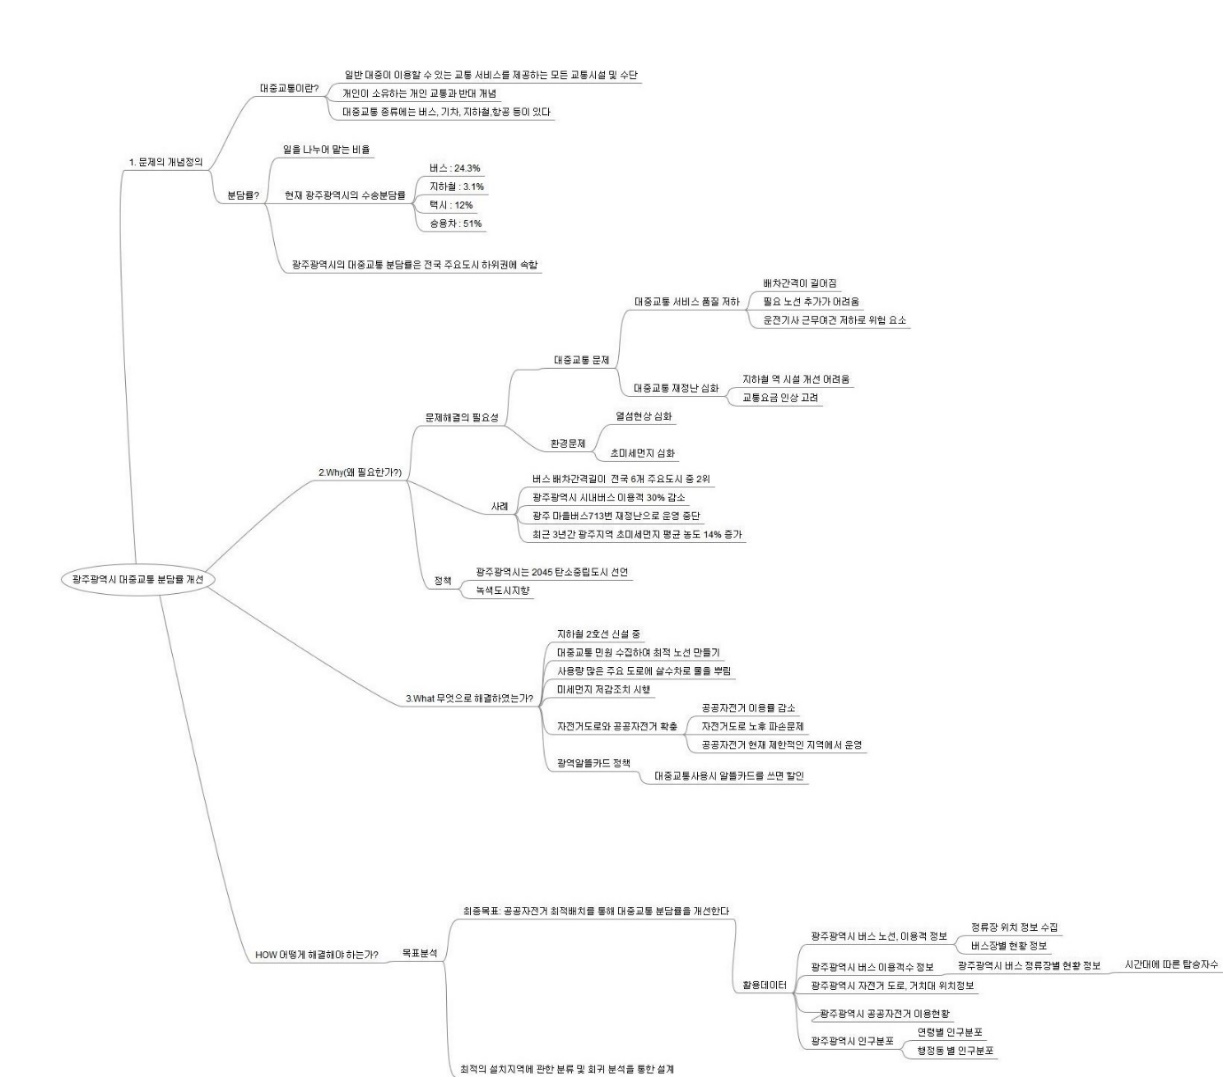 일반 대중이 이용할 수 있는 교통 서비스를 제공하는 모든 교통시설 및 수단
대중교통이란?
개인이 소유하는 개인 교통과 반대 개념
대중교통 종류에는 버스, 기차, 지하철,항공 등이 있다
1. 문제의 개념정의
일을 나누어 맡는 비율
버스 : 24.3%
지하철 : 3.1%
분담률?
현재 광주광역시의 수송분담률
택시 : 12%
승용차 : 51%
광주광역시의 대중교통 분담률은 전국 주요도시 하위권에 속함
배차간격이 길어짐
대중교통 서비스 품질 저하
필요 노선 추가가 어려움
운전기사 근무여건 저하로 위험 요소
대중교통 문제
지하철 역 시설 개선 어려움
대중교통 재정난 심화
교통요금 인상 고려
문제해결의 필요성
열섬현상 심화
환경문제
초미세먼지 심화
2.Why(왜 필요한가?)
버스 배차간격길이 전국 6개 주요도시 중 2위
광주광역시 시내버스 이용객 30% 감소
사례
광주 마을버스713번 재정난으로 운영 중단
최근 3년간 광주지역 초미세먼지 평균 농도 14% 증가
광주광역시는 2045 탄소중립도시 선언
정책
녹색도시지향
광주광역시 대중교통 분담률 개선
지하철 2호선 신설 중
대중교통 민원 수집하여 최적 노선 만들기
사용량 많은 주요 도로에 살수차로 물을 뿌림
미세먼지 저감조치 시행
3.What 무엇으로 해결하였는가?
공공자전거 이용률 감소
자전거도로와 공공자전거 확충
자전거도로 노후 파손문제
공공자전거 현재 제한적인 지역에서 운영
광역알뜰카드 정책
대중교통사용시 알뜰카드를 쓰면 할인
최종목표: 공공자전거 최적배치를 통해 대중교통 분담률을 개선한다
정류장 위치 정보 수집
광주광역시 버스 노선, 이용객 정보
버스장별 현황 정보
HOW 어떻게 해결해야 하는가?
목표분석
광주광역시 버스 이용객수 정보
광주광역시 버스 정류장별 현황 정보
시간대에 따른 탑승자수
활용데이터
광주광역시 자전거 도로, 거치대 위치정보
광주광역시 공공자전거 이용현황
연령별 인구분포
광주광역시 인구분포
행정동 별 인구분포
최적의 설치지역에 관한 분류 및 회귀 분석을 통한 설계